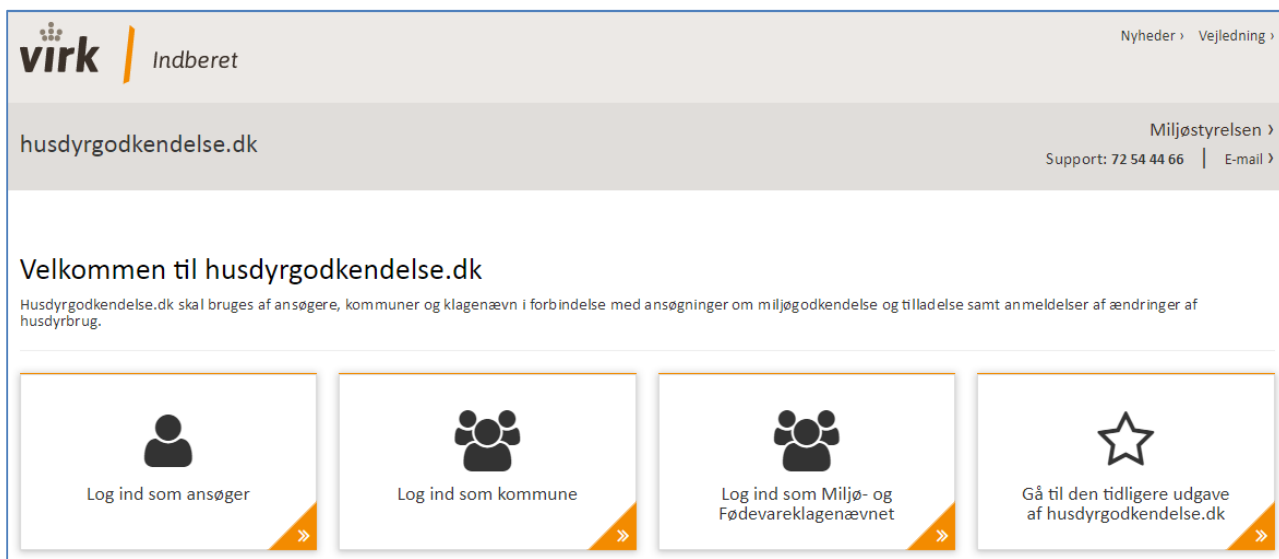 virk
Indberet
Nyheder › Vejledning ›
husdyrgodkendelse.dk
Miljøstyrelsen ›
Support: 72 54 44 66 | E-mail ›
Velkommen til husdyrgodkendelse.dk
Husdyrgodkendelse.dk skal bruges af ansøgere, kommuner og klagenævn i forbindelse med ansøgninger om miljøgodkendelse og tilladelse samt anmeldelser af ændringer af
husdyrbrug.
Log ind som ansøger
Log ind som kommune
Log ind som Miljø- og
Fødevareklagenævnet
Gå til den tidligere udgave
af husdyrgodkendelse.dk